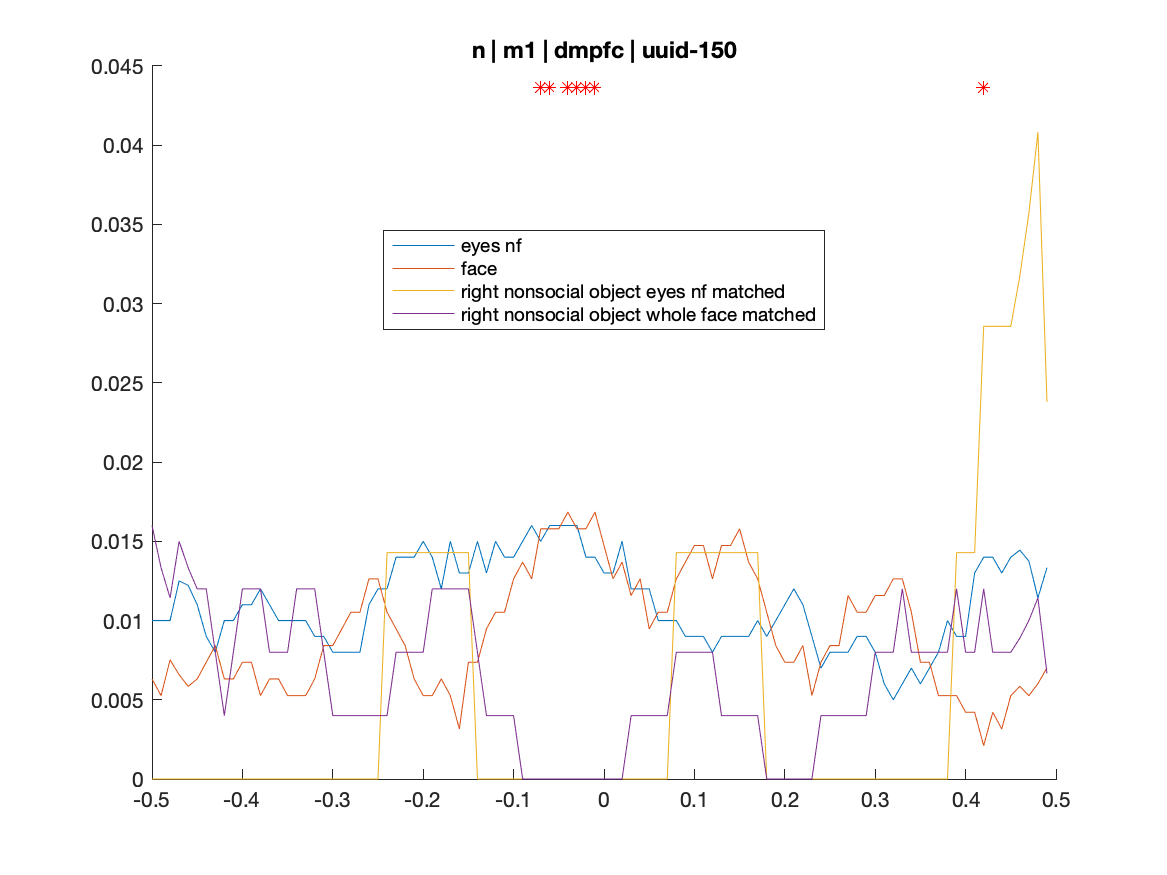 n | m1 | dmpfc | uuid-150
0.045
0.04
0.035
0.03
0.025
0.02
0.015
0.01
0.005
0
eyes nf
face
right nonsocial object eyes nf matched
right nonsocial object whole face matched
-0.5 -0.4 -0.3 -0.2 -0.1 0 0.1 0.2 0.3 0.4 0.5